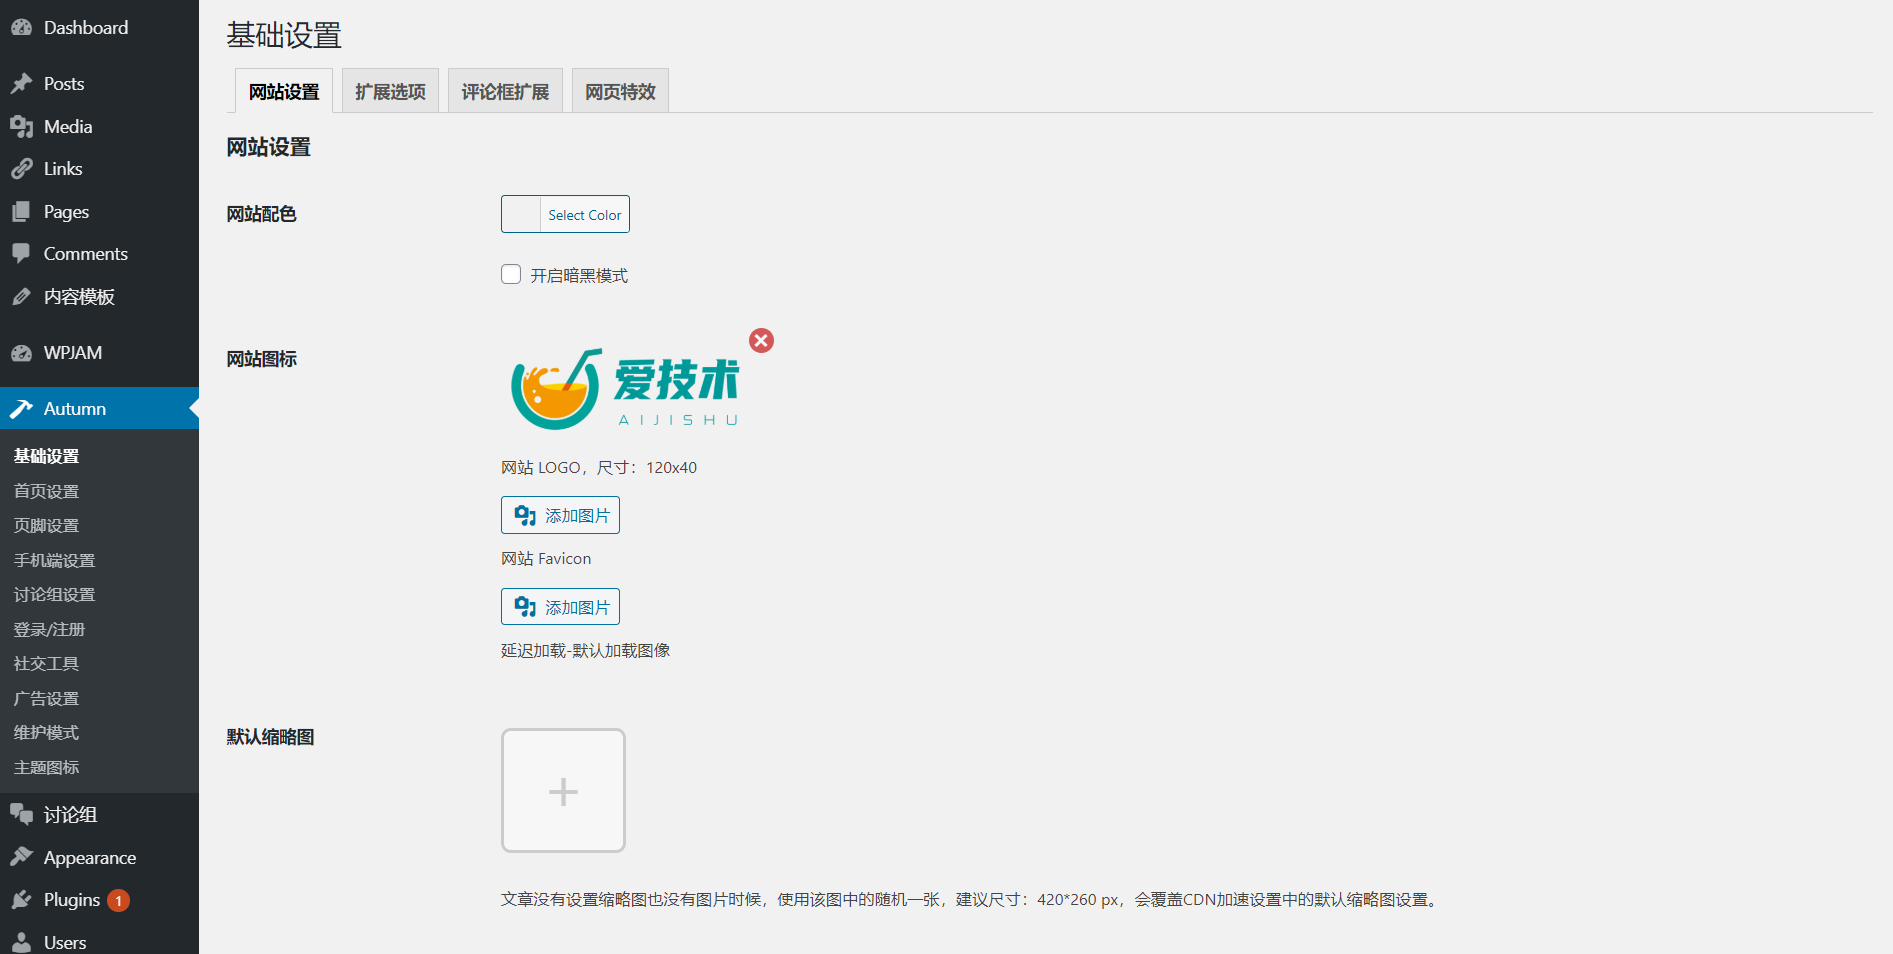 Dashboard
Posts
Media
Links
Pages
Comments
内容模板
WPJAM
Autumn
基础设置
首页设置
页脚设置
手机端设置
讨论组设置
登录/注册
社交工具
广告设置
维护模式
主题图标
讨论组
Appearance
Plugins 1
Users
基础设置
网站设置 扩展选项 评论框扩展 网页特效
网站设置
网站配色
Select Color
开启暗黑模式
网站图标
爱技术
AIJISHU
网站 LOGO，尺寸：120x40
添加图片
网站 Favicon
添加图片
延迟加载-默认加载图像
默认缩略图
文章没有设置缩略图也没有图片时候，使用该图中的随机一张，建议尺寸：420*260 px，会覆盖CDN加速设置中的默认缩略图设置。